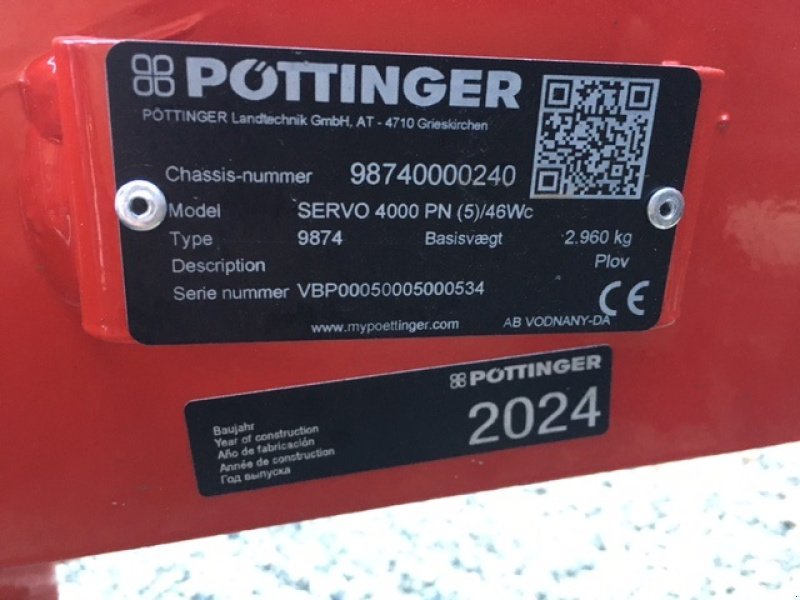 PÖTTINGER
PÖTTINGER Landtechnik GmbH, AT - 4710 Grieskirchen
Chassis-nummer 98740000240
Model SERVO 4000 PN (5)/46Wc
Type 9874 Basisvægt 2.960 kg
Description Plov
Serie nummer VBP00050005000534
CE
www.mypoettinger.com AB VODNANY-DA
PÖTTINGER
2024
Baujahr
Year of construction
Año de fabricación
Année de construction
Год выпуска